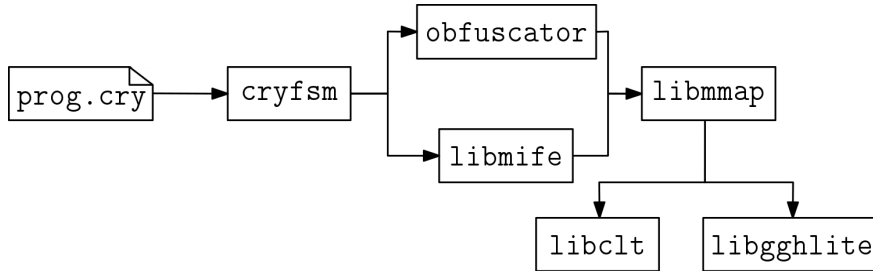 prog.cry
cryfsm
obfuscator
libmife
libmmap
libclt
libgghlite